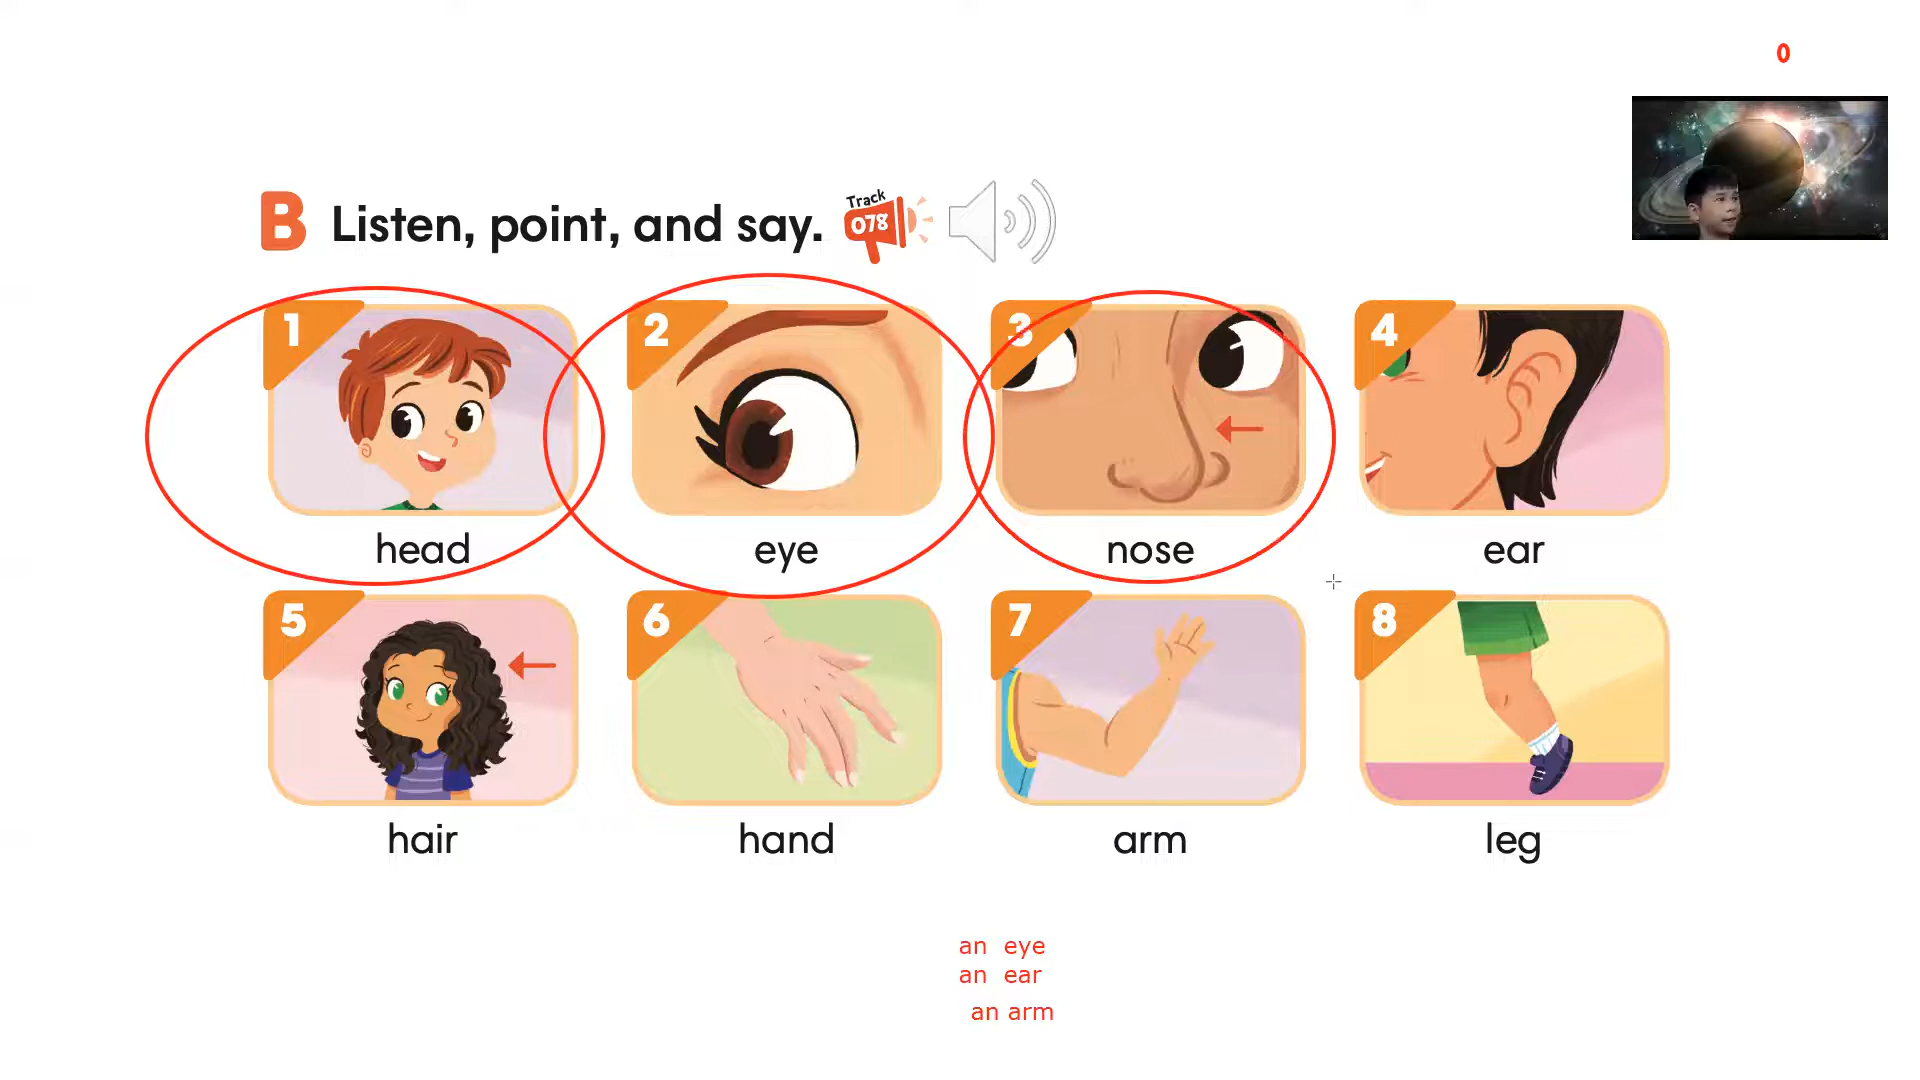 0
B Listen, point, and say. Track 078
1 2 3 4
head eye nose ear
5 6 7 8
hair hand arm leg
an eye
an ear
an arm